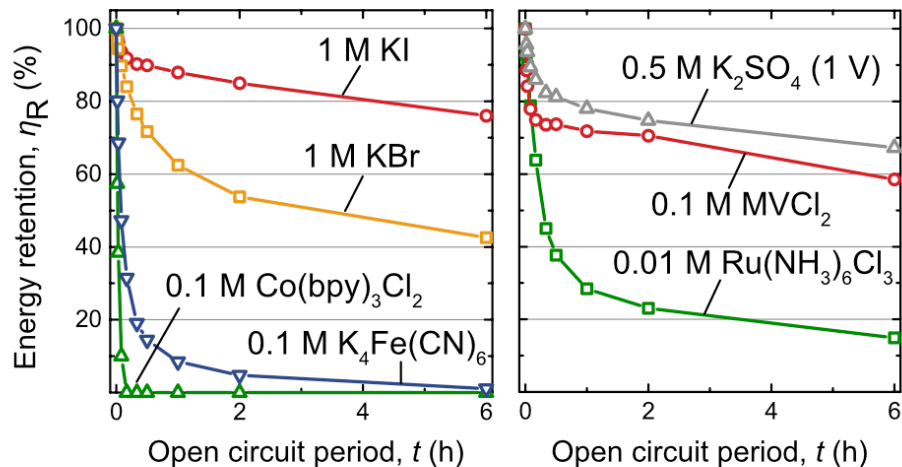 Energy retention, ηR (%)
100
80
60
40
20
1 M KI
1 M KBr
0.1 M Co(bpy)₃Cl₂
0.1 M K₄Fe(CN)₆
0 2 4 6
Open circuit period, t (h)
0.5 M K₂SO₄ (1 V)
0.1 M MVCl₂
0.01 M Ru(NH₃)₆Cl₃
0 2 4 6
Open circuit period, t (h)